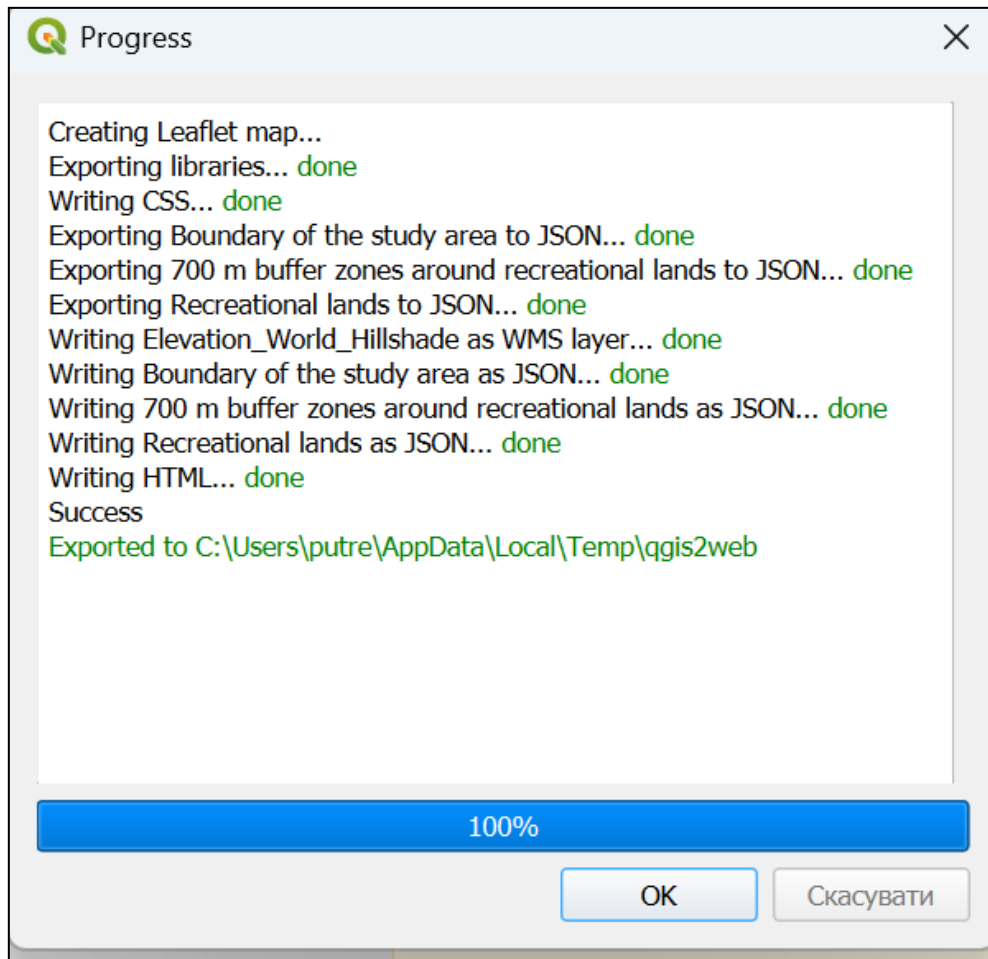 Progress
Creating Leaflet map...
Exporting libraries... done
Writing CSS... done
Exporting Boundary of the study area to JSON... done
Exporting 700 m buffer zones around recreational lands to JSON... done
Exporting Recreational lands to JSON... done
Writing Elevation_World_Hillshade as WMS layer... done
Writing Boundary of the study area as JSON... done
Writing 700 m buffer zones around recreational lands as JSON... done
Writing Recreational lands as JSON... done
Writing HTML... done
Success
Exported to C:\Users\putre\AppData\Local\Temp\qgis2web
100%
OK
Скасувати